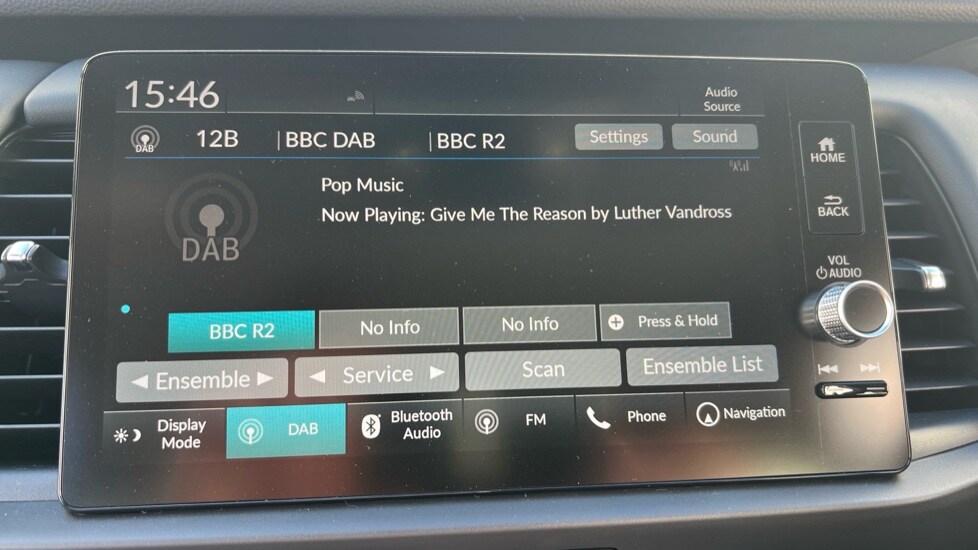 15:46
Audio
Source
DAB 12B |BBC DAB |BBC R2 Settings Sound
HOME
Pop Music
Now Playing: Give Me The Reason by Luther Vandross
BACK
DAB
VOL
AUDIO
BBC R2 No Info No Info Press & Hold
Ensemble Service Scan Ensemble List
Display
Mode
DAB
Bluetooth
Audio
FM
Phone
Navigation